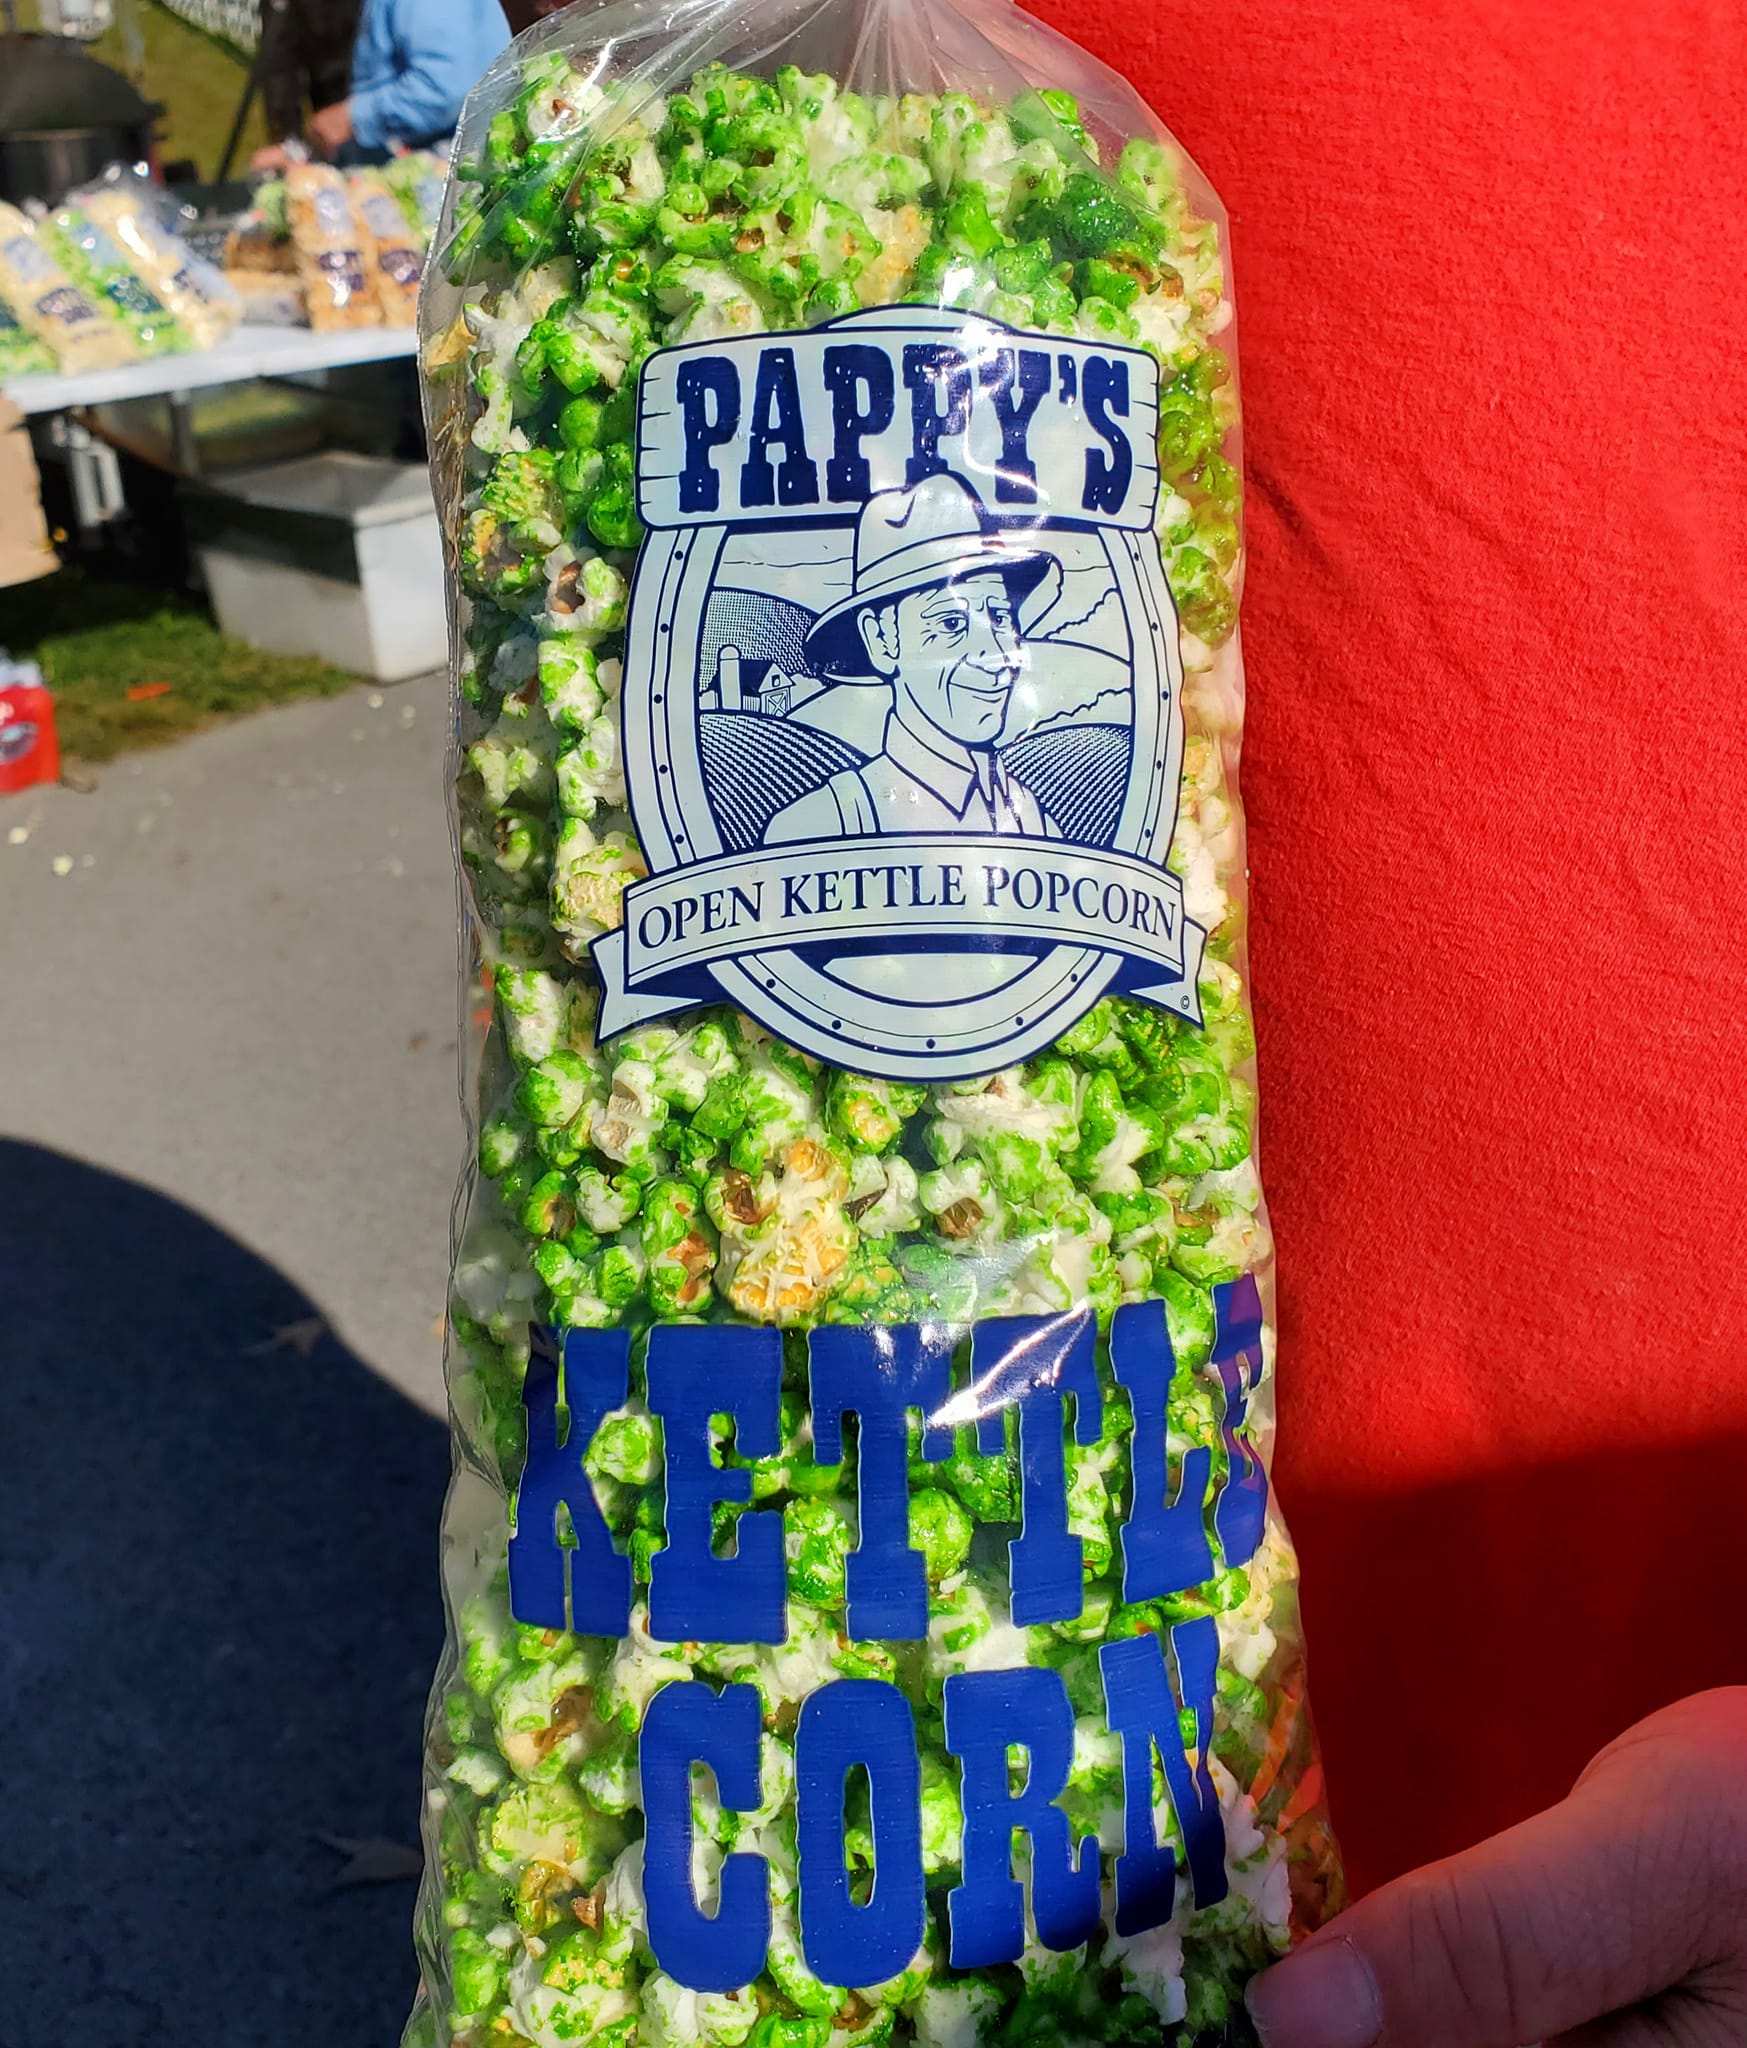 PAPPY'S
OPEN KETTLE POPCORN
©
KETTLE
CORN